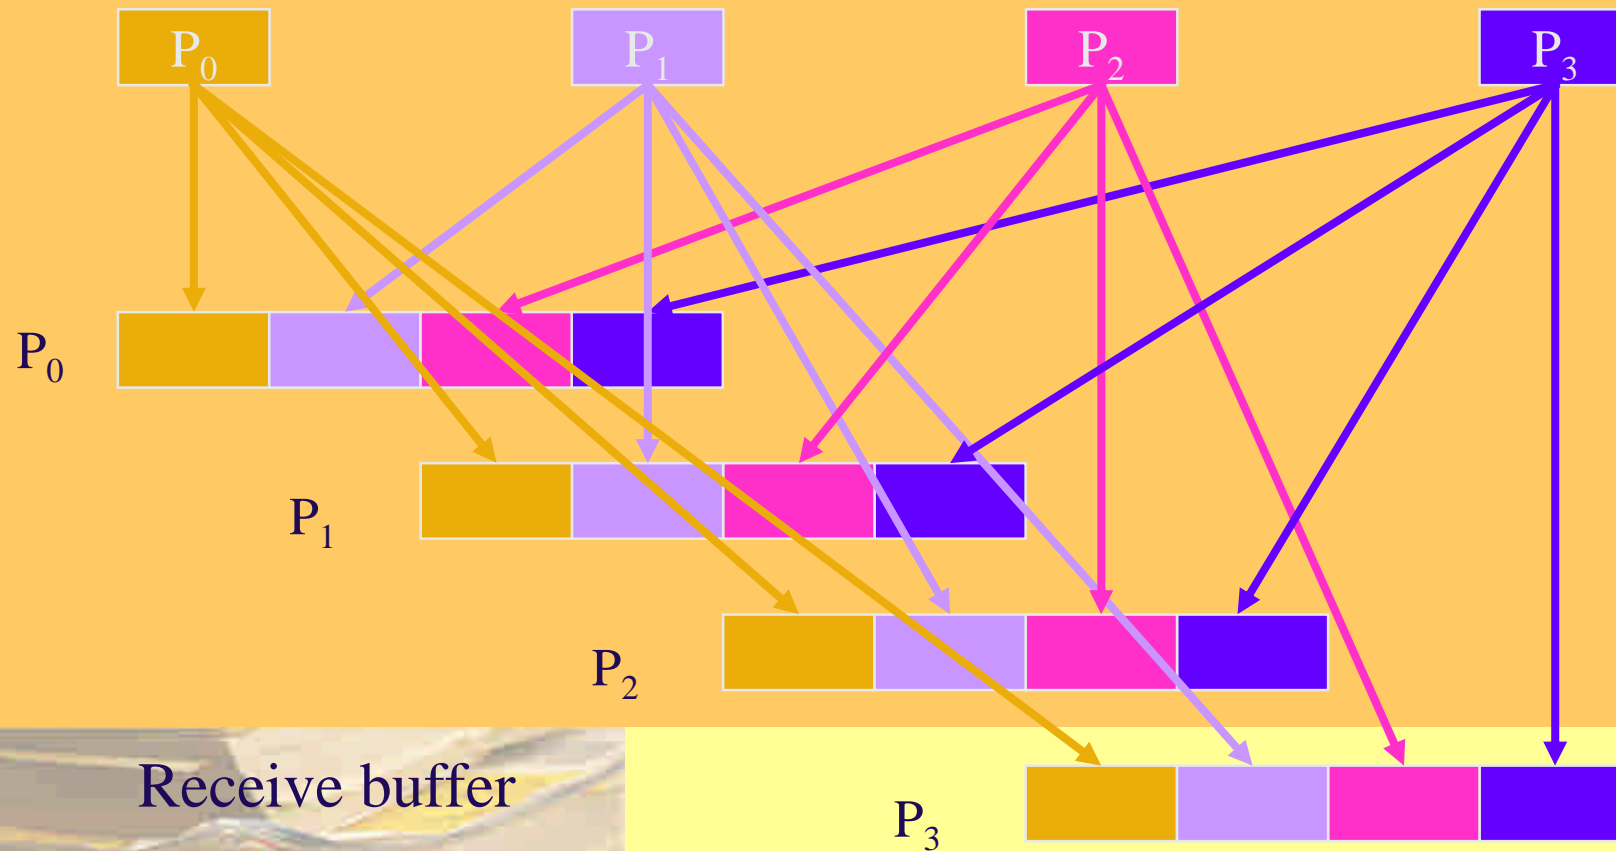 P₀ P₁ P₂ P₃
P₀
P₁
P₂
Receive buffer
P₃